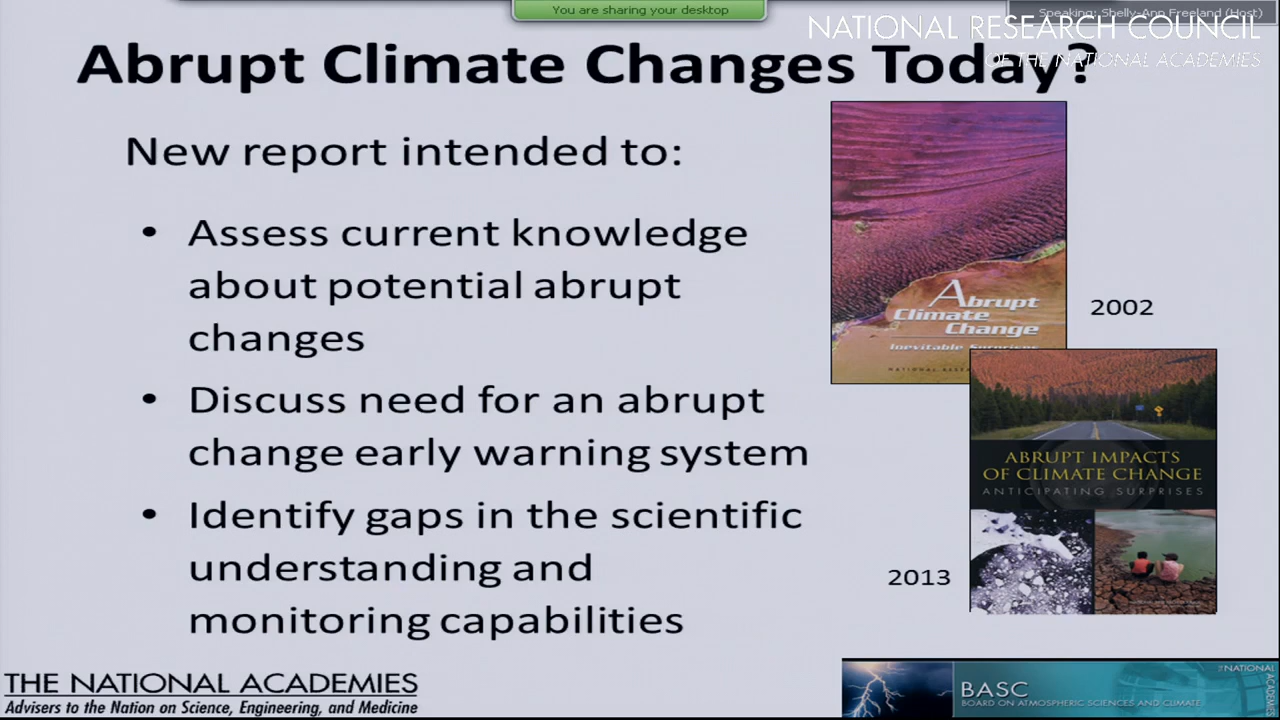 You are sharing your desktop
Speaking: Shelly-Ann Freeland (Host)
NATIONAL RESEARCH COUNCIL
OF THE NATIONAL ACADEMIES
Abrupt Climate Changes Today?
New report intended to:
• Assess current knowledge
about potential abrupt
changes
• Discuss need for an abrupt
change early warning system
• Identify gaps in the scientific
understanding and
monitoring capabilities
Abrupt
Climate
Change
Inevitable Surprises
2002
ABRUPT IMPACTS
OF CLIMATE CHANGE
ANTICIPATING SURPRISES
2013
THE NATIONAL ACADEMIES
Advisers to the Nation on Science, Engineering, and Medicine
BASC
BOARD ON ATMOSPHERIC SCIENCES AND CLIMATE
THE NATIONAL